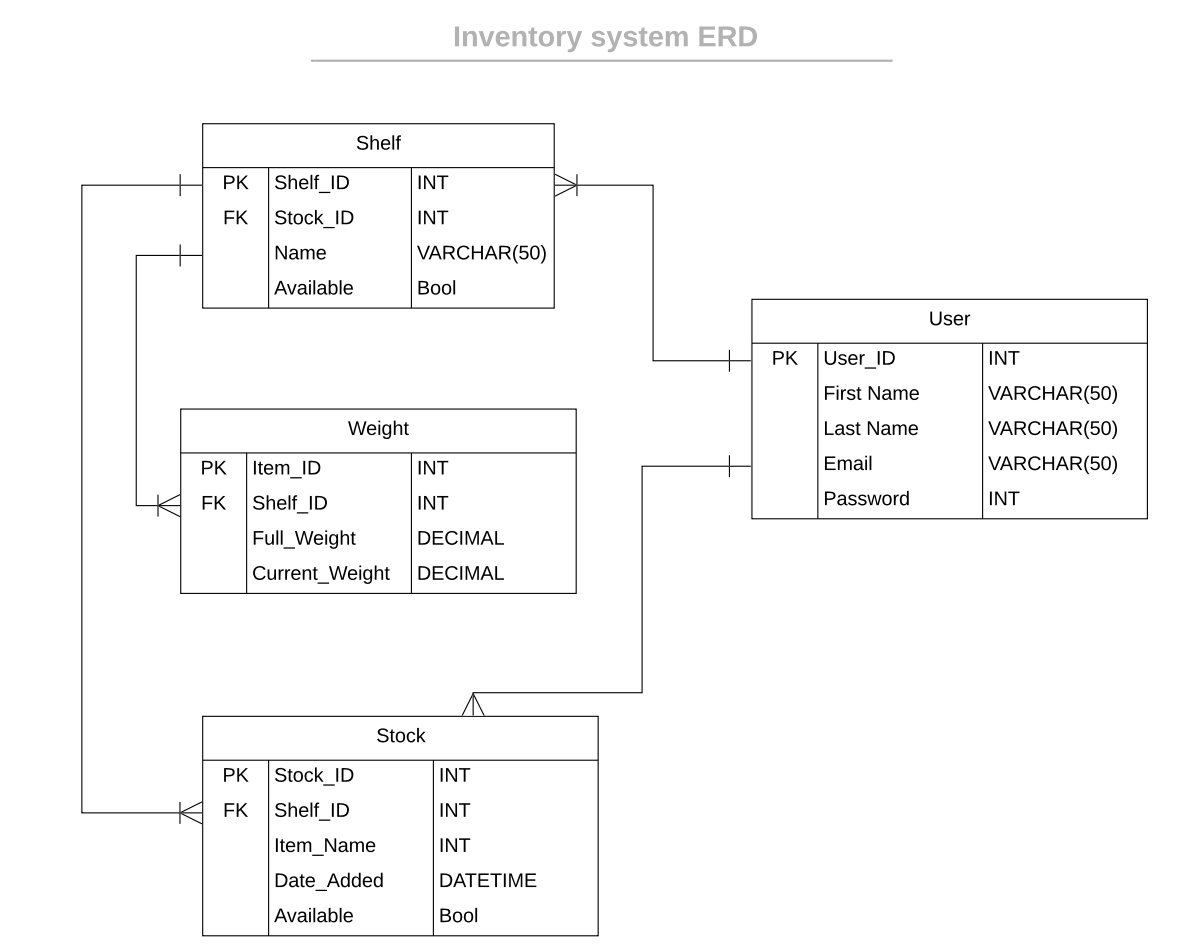 Inventory system ERD
Shelf
PK Shelf_ID INT
FK Stock_ID INT
Name VARCHAR(50)
Available Bool
User
PK User_ID INT
First Name VARCHAR(50)
Last Name VARCHAR(50)
Email VARCHAR(50)
Password INT
Weight
PK Item_ID INT
FK Shelf_ID INT
Full_Weight DECIMAL
Current_Weight DECIMAL
Stock
PK Stock_ID INT
FK Shelf_ID INT
Item_Name INT
Date_Added DATETIME
Available Bool